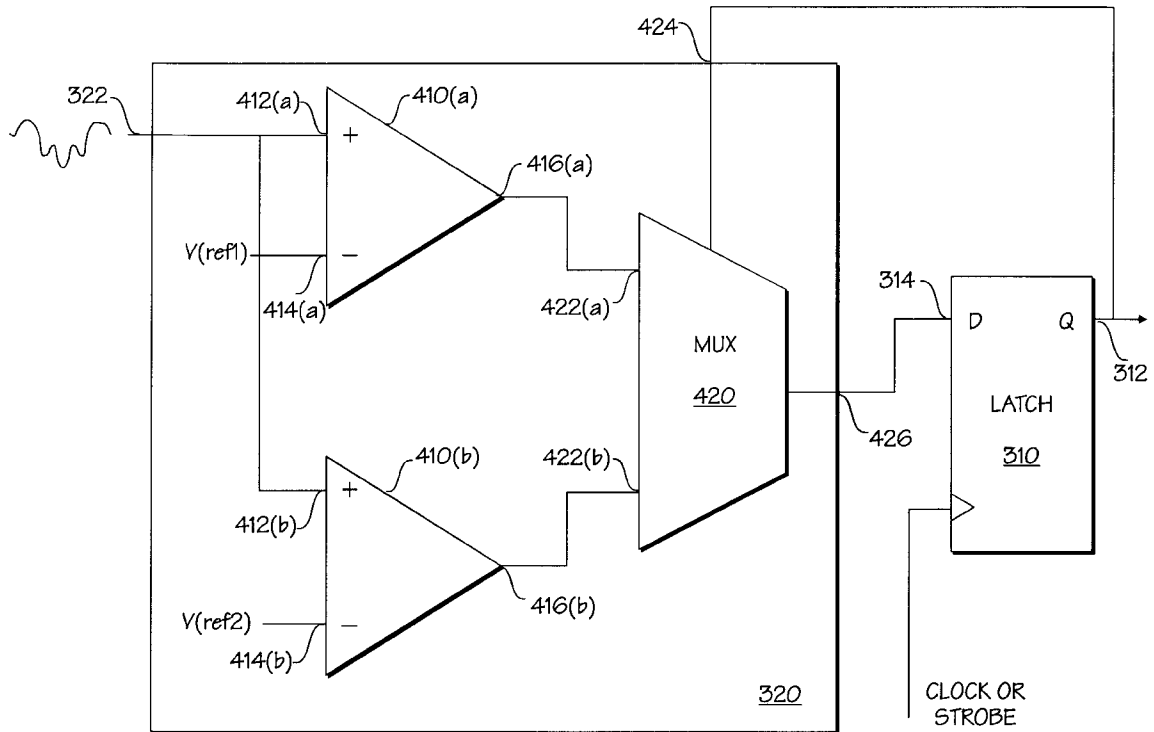 424
322
412(a)
410(a)
+
416(a)
V(ref1)
−
414(a)
422(a)
314
D
Q
MUX
420
312
LATCH
310
426
410(b)
422(b)
+
412(b)
416(b)
V(ref2)
−
414(b)
320
CLOCK OR
STROBE